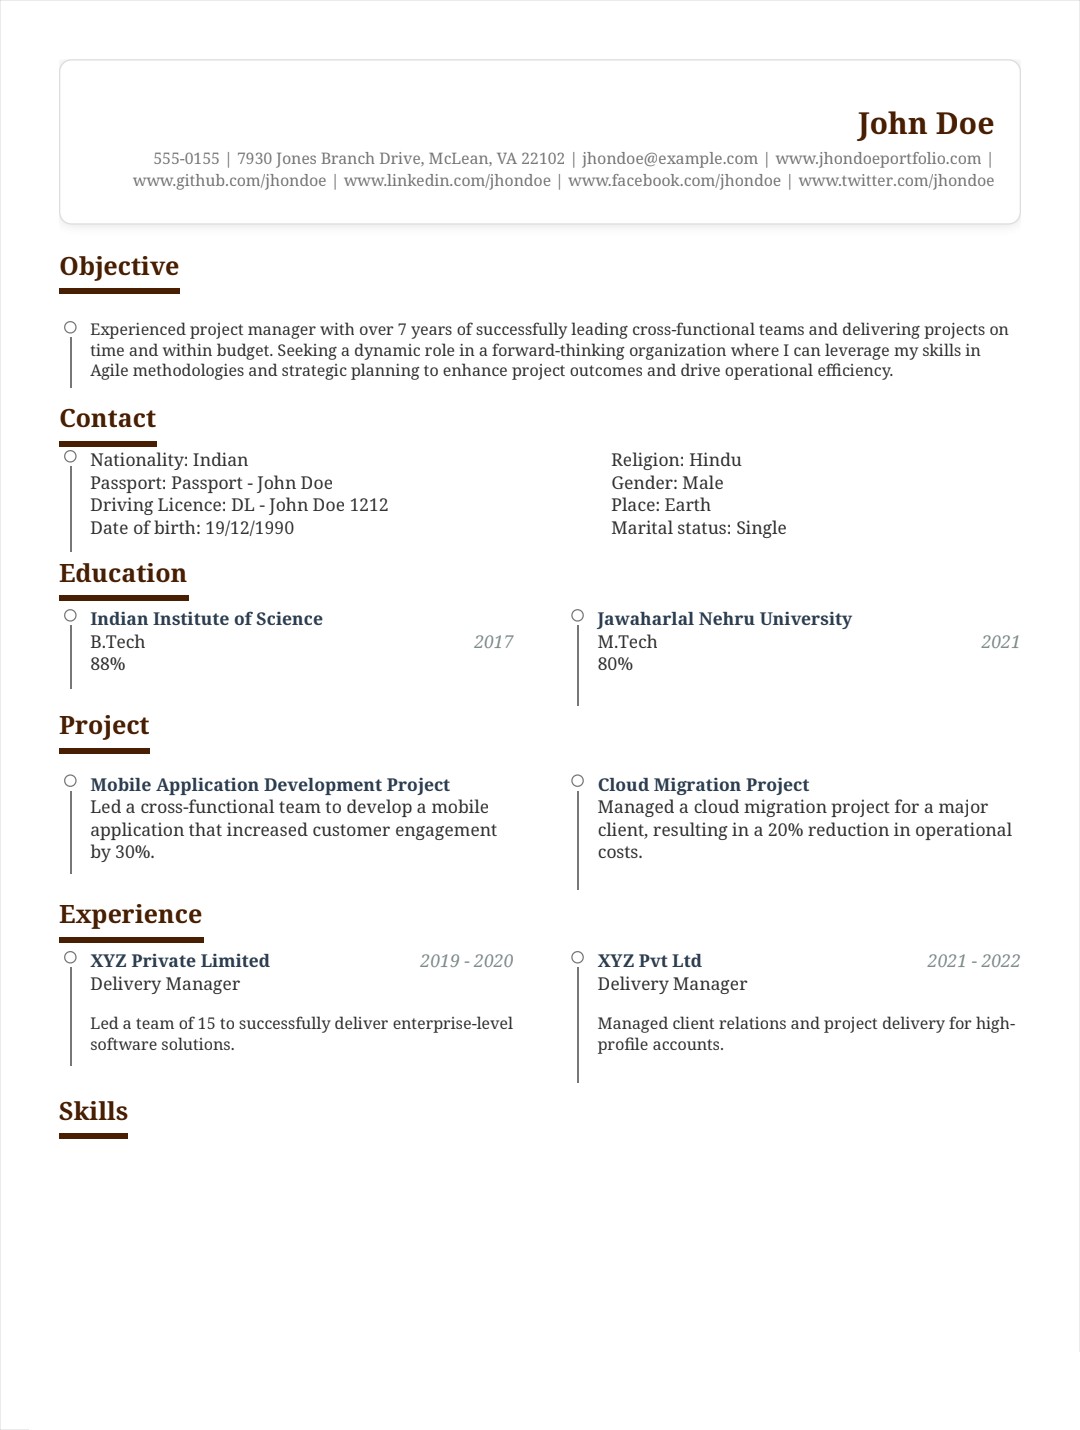 John Doe
555-0155 | 7930 Jones Branch Drive, McLean, VA 22102 | jhondoe@example.com | www.jhondoeportfolio.com |
www.github.com/jhondoe | www.linkedin.com/jhondoe | www.facebook.com/jhondoe | www.twitter.com/jhondoe
Objective
Experienced project manager with over 7 years of successfully leading cross-functional teams and delivering projects on
time and within budget. Seeking a dynamic role in a forward-thinking organization where I can leverage my skills in
Agile methodologies and strategic planning to enhance project outcomes and drive operational efficiency.
Contact
Nationality: Indian
Passport: Passport - John Doe
Driving Licence: DL - John Doe 1212
Date of birth: 19/12/1990
Religion: Hindu
Gender: Male
Place: Earth
Marital status: Single
Education
Indian Institute of Science
B.Tech 2017
88%
Jawaharlal Nehru University
M.Tech 2021
80%
Project
Mobile Application Development Project
Led a cross-functional team to develop a mobile
application that increased customer engagement
by 30%.
Cloud Migration Project
Managed a cloud migration project for a major
client, resulting in a 20% reduction in operational
costs.
Experience
XYZ Private Limited 2019 - 2020
Delivery Manager
Led a team of 15 to successfully deliver enterprise-level
software solutions.
XYZ Pvt Ltd 2021 - 2022
Delivery Manager
Managed client relations and project delivery for high-
profile accounts.
Skills